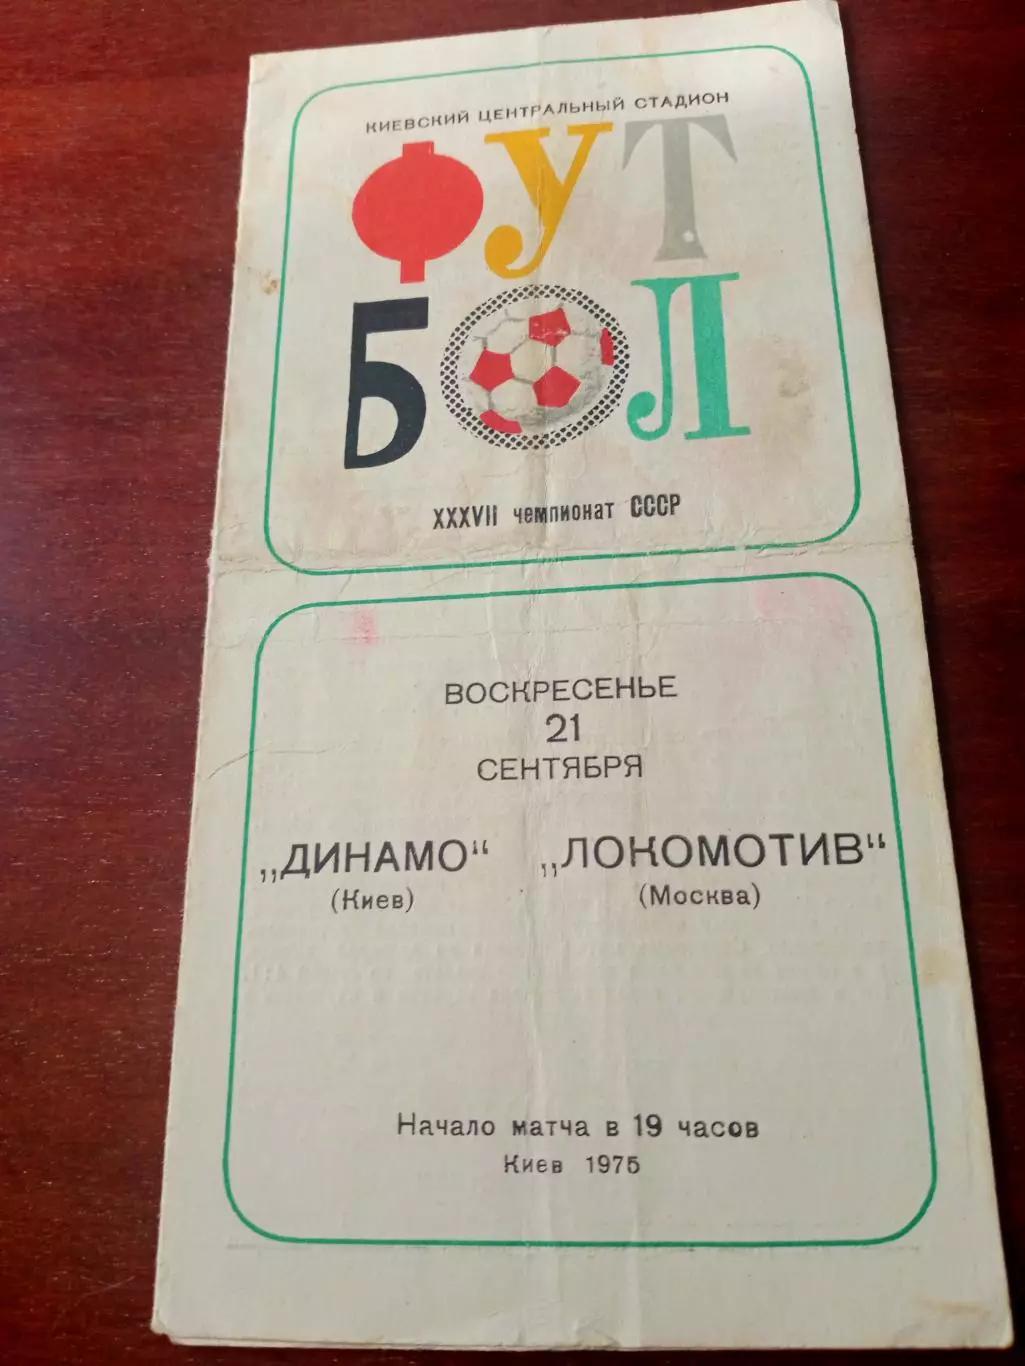 КИЕВСКИЙ ЦЕНТРАЛЬНЫЙ СТАДИОН
ФУТ
БОЛ
XXXVII чемпионат СССР
ВОСКРЕСЕНЬЕ
21
СЕНТЯБРЯ
„ДИНАМО“ „ЛОКОМОТИВ“
(Киев) (Москва)
Начало матча в 19 часов
Киев 1975